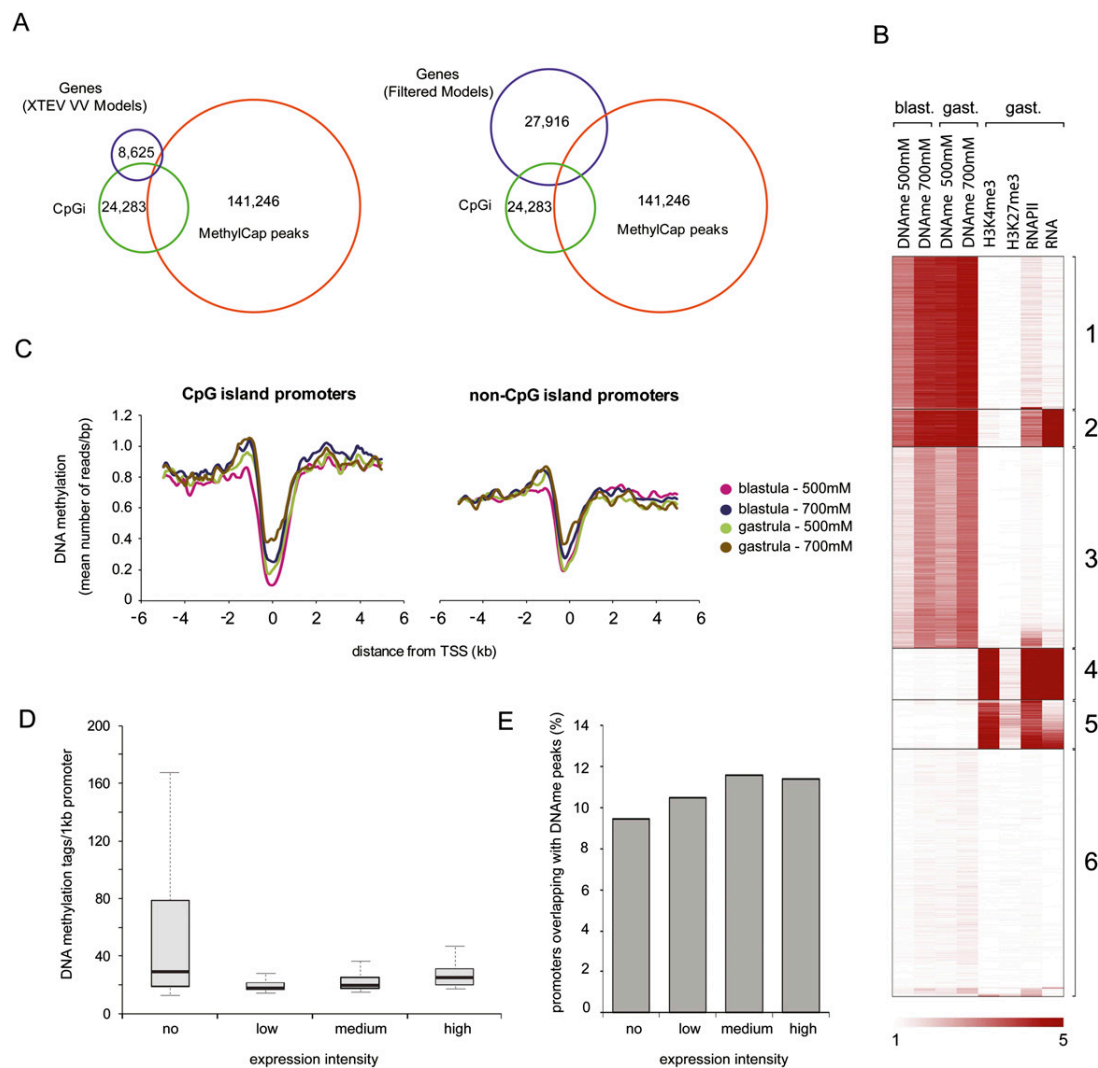 A
Genes
(XTEV VV Models)
8,625
CpGi
24,283
141,246
MethylCap peaks
Genes
(Filtered Models)
27,916
CpGi
24,283
141,246
MethylCap peaks
B
blast.
gast.
gast.
DNAme 500mM
DNAme 700mM
DNAme 500mM
DNAme 700mM
H3K4me3
H3K27me3
RNAPII
RNA
1
2
3
4
5
6
1
5
C
CpG island promoters
non-CpG island promoters
DNA methylation
(mean number of reads/bp)
1.2
1.0
0.8
0.6
0.4
0.2
0
-6
-4
-2
0
2
4
6
-6
-4
-2
0
2
4
6
distance from TSS (kb)
blastula - 500mM
blastula - 700mM
gastrula - 500mM
gastrula - 700mM
D
DNA methylation tags/1kb promoter
200
160
120
80
40
0
no
low
medium
high
expression intensity
E
promoters overlapping with DNAme peaks (%)
14
12
10
8
6
4
2
0
no
low
medium
high
expression intensity